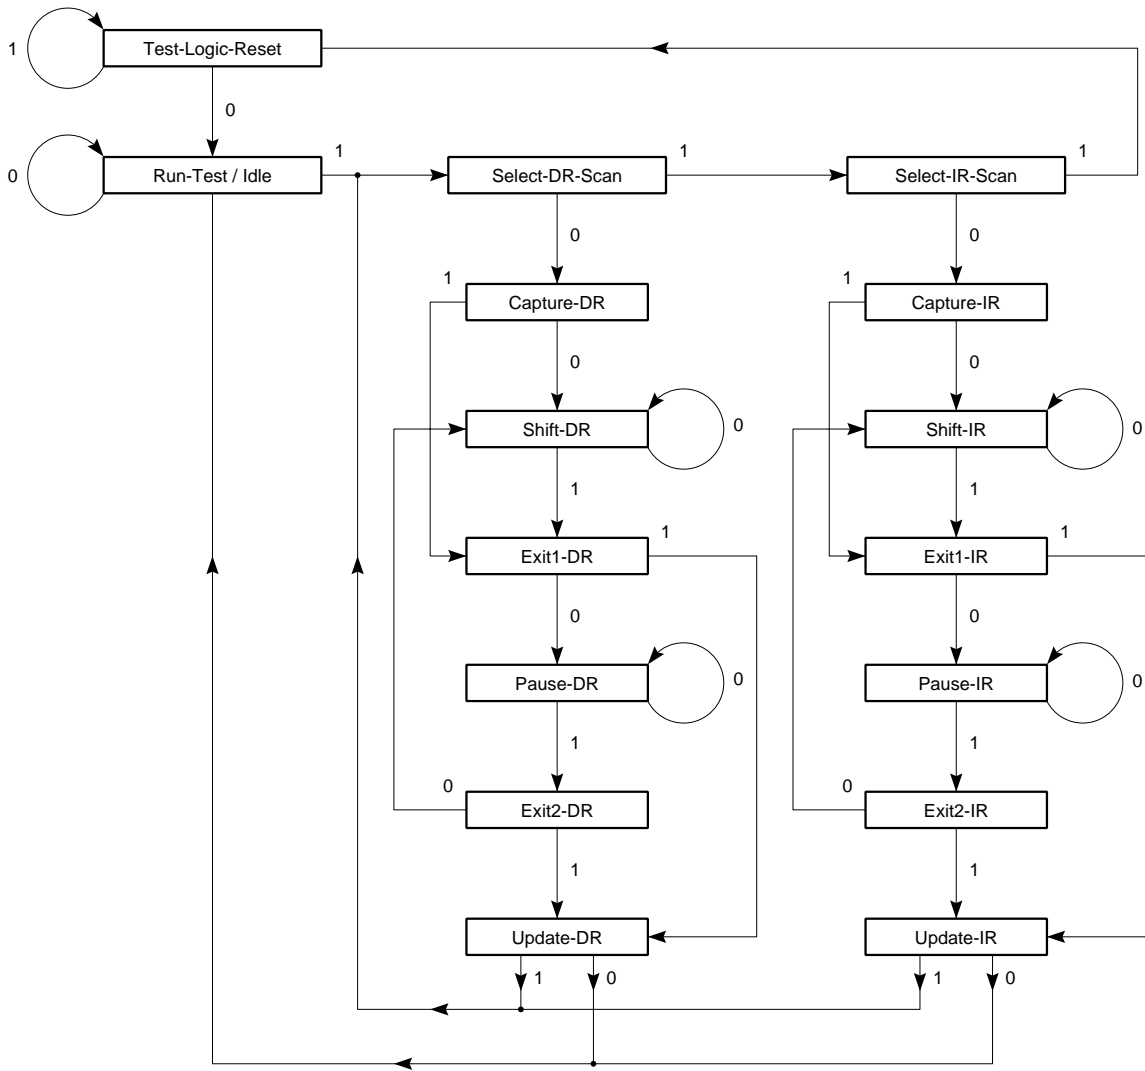 1
Test-Logic-Reset
0
0
Run-Test / Idle
1
Select-DR-Scan
1
Select-IR-Scan
1
0
0
1
Capture-DR
1
Capture-IR
0
0
Shift-DR
0
Shift-IR
0
1
1
Exit1-DR
1
Exit1-IR
1
0
0
Pause-DR
0
Pause-IR
0
1
1
0
Exit2-DR
0
Exit2-IR
1
1
Update-DR
Update-IR
1
0
1
0